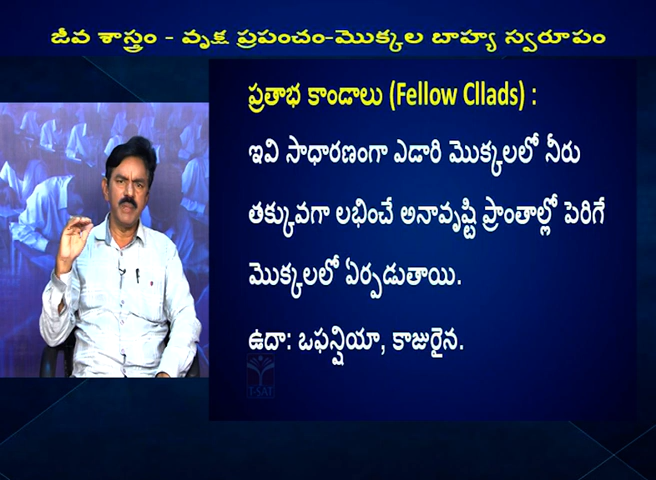 జీవ శాస్త్రం - వృక్ష ప్రపంచం-మొక్కల బాహ్య స్వరూపం
ప్రతాభ కాండాలు (Fellow Cllads) :
ఇవి సాధారణంగా ఎడారి మొక్కలలో నీరు
తక్కువగా లభించే అనావృష్టి ప్రాంతాల్లో పెరిగే
మొక్కలలో ఏర్పడుతాయి.
ఉదా: ఒఫన్షియా, కాజురైన.
T-SAT